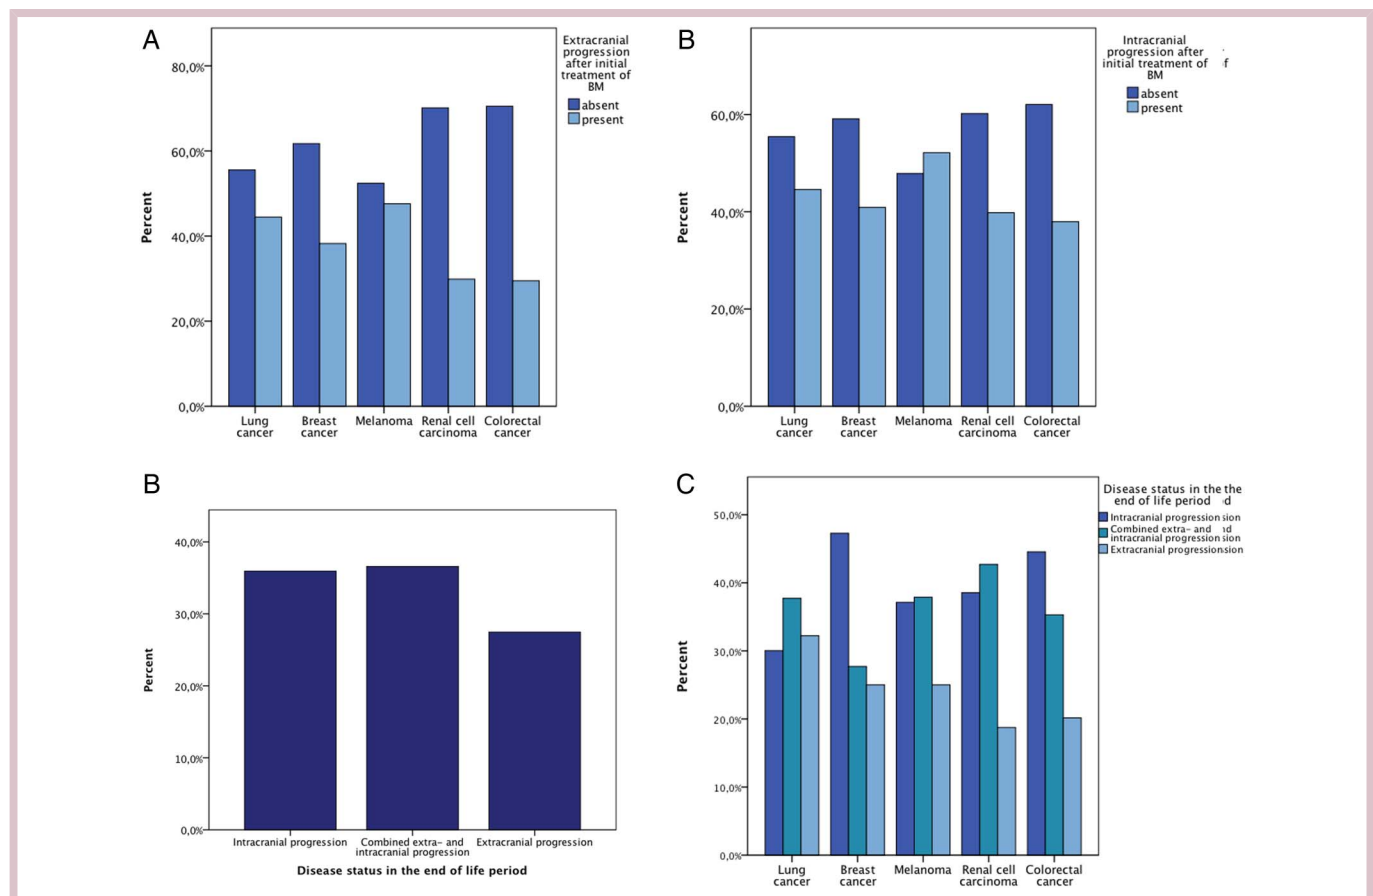 A
Extracranial
progression
after initial
treatment of
BM
absent
present
Percent
80,0%
60,0%
40,0%
20,0%
0,0%
Lung
cancer
Breast
cancer
Melanoma
Renal cell
carcinoma
Colorectal
cancer
B
Intracranial
progression after
initial treatment of of
BM
absent
present
Percent
60,0%
40,0%
20,0%
0,0%
Lung
cancer
Breast
cancer
Melanoma
Renal cell
carcinoma
Colorectal
cancer
B
Percent
40,0%
30,0%
20,0%
10,0%
0,0%
Intracranial progression
Combined extra- and
intracranial progression
Extracranial progression
Disease status in the end of life period
C
Disease status in the the
end of life period d
Intracranial progression sion
Combined extra- and nd
intracranial progression sion
Extracranial progression sion
Percent
50,0%
40,0%
30,0%
20,0%
10,0%
0,0%
Lung
cancer
Breast
cancer
Melanoma
Renal cell
carcinoma
Colorectal
cancer